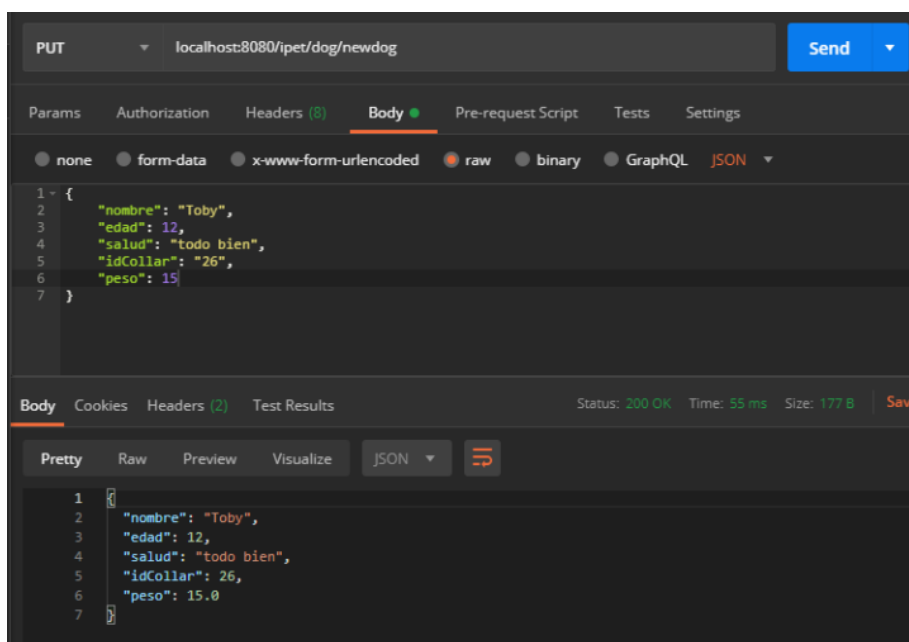 PUT localhost:8080/ipet/dog/newdog Send
Params Authorization Headers (8) Body Pre-request Script Tests Settings
none form-data x-www-form-urlencoded raw binary GraphQL JSON
1 {
2 "nombre": "Toby",
3 "edad": 12,
4 "salud": "todo bien",
5 "idCollar": "26",
6 "peso": 15
7 }
Body Cookies Headers (2) Test Results Status: 200 OK Time: 55 ms Size: 177 B Sav
Pretty Raw Preview Visualize JSON
1 {
2 "nombre": "Toby",
3 "edad": 12,
4 "salud": "todo bien",
5 "idCollar": 26,
6 "peso": 15.0
7 }